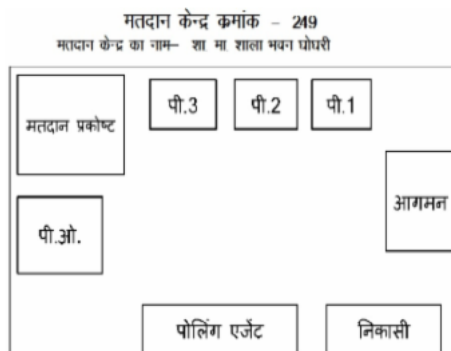 मतदान केन्द्र क्रमांक - 249
मतदान केन्द्र का नाम– शा. मा. शाला भवन घोघरी
मतदान प्रकोष्ट
पी.3
पी.2
पी.1
आगमन
पी.ओ.
पोलिंग एजेंट
निकासी